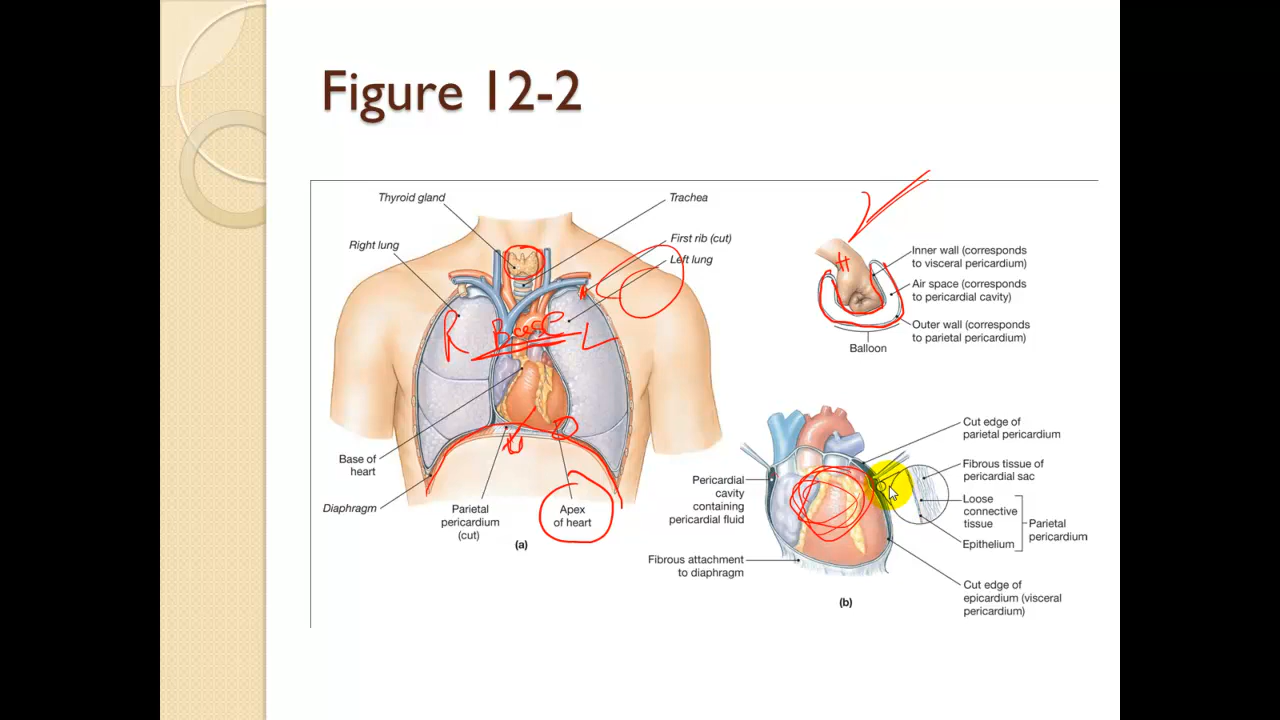 Figure 12-2
Thyroid gland
Trachea
Right lung
First rib (cut)
Left lung
R
Base
L
Base of
heart
Diaphragm
Parietal
pericardium
(cut)
Apex
of heart
(a)
H
Inner wall (corresponds
to visceral pericardium)
Air space (corresponds
to pericardial cavity)
Outer wall (corresponds
to parietal pericardium)
Balloon
Cut edge of
parietal pericardium
Fibrous tissue of
pericardial sac
Pericardial
cavity
containing
pericardial fluid
Loose
connective
tissue
Parietal
pericardium
Epithelium
Fibrous attachment
to diaphragm
Cut edge of
epicardium (visceral
pericardium)
(b)